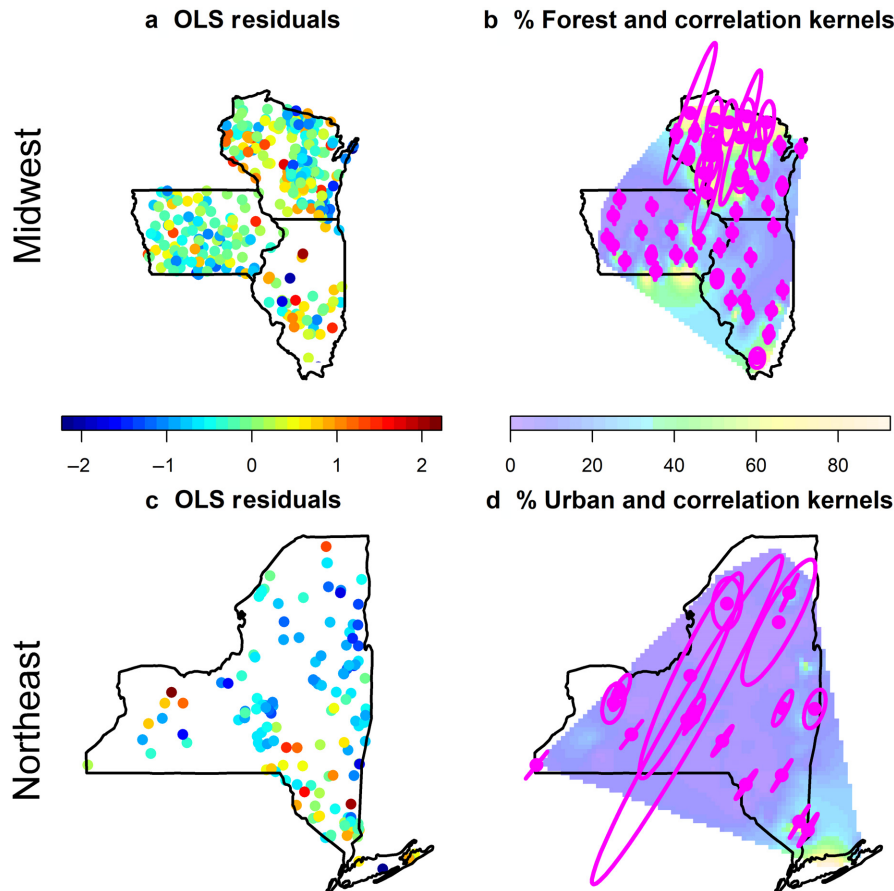 a OLS residuals
b % Forest and correlation kernels
Midwest
–2 –1 0 1 2
0 20 40 60 80
c OLS residuals
d % Urban and correlation kernels
Northeast